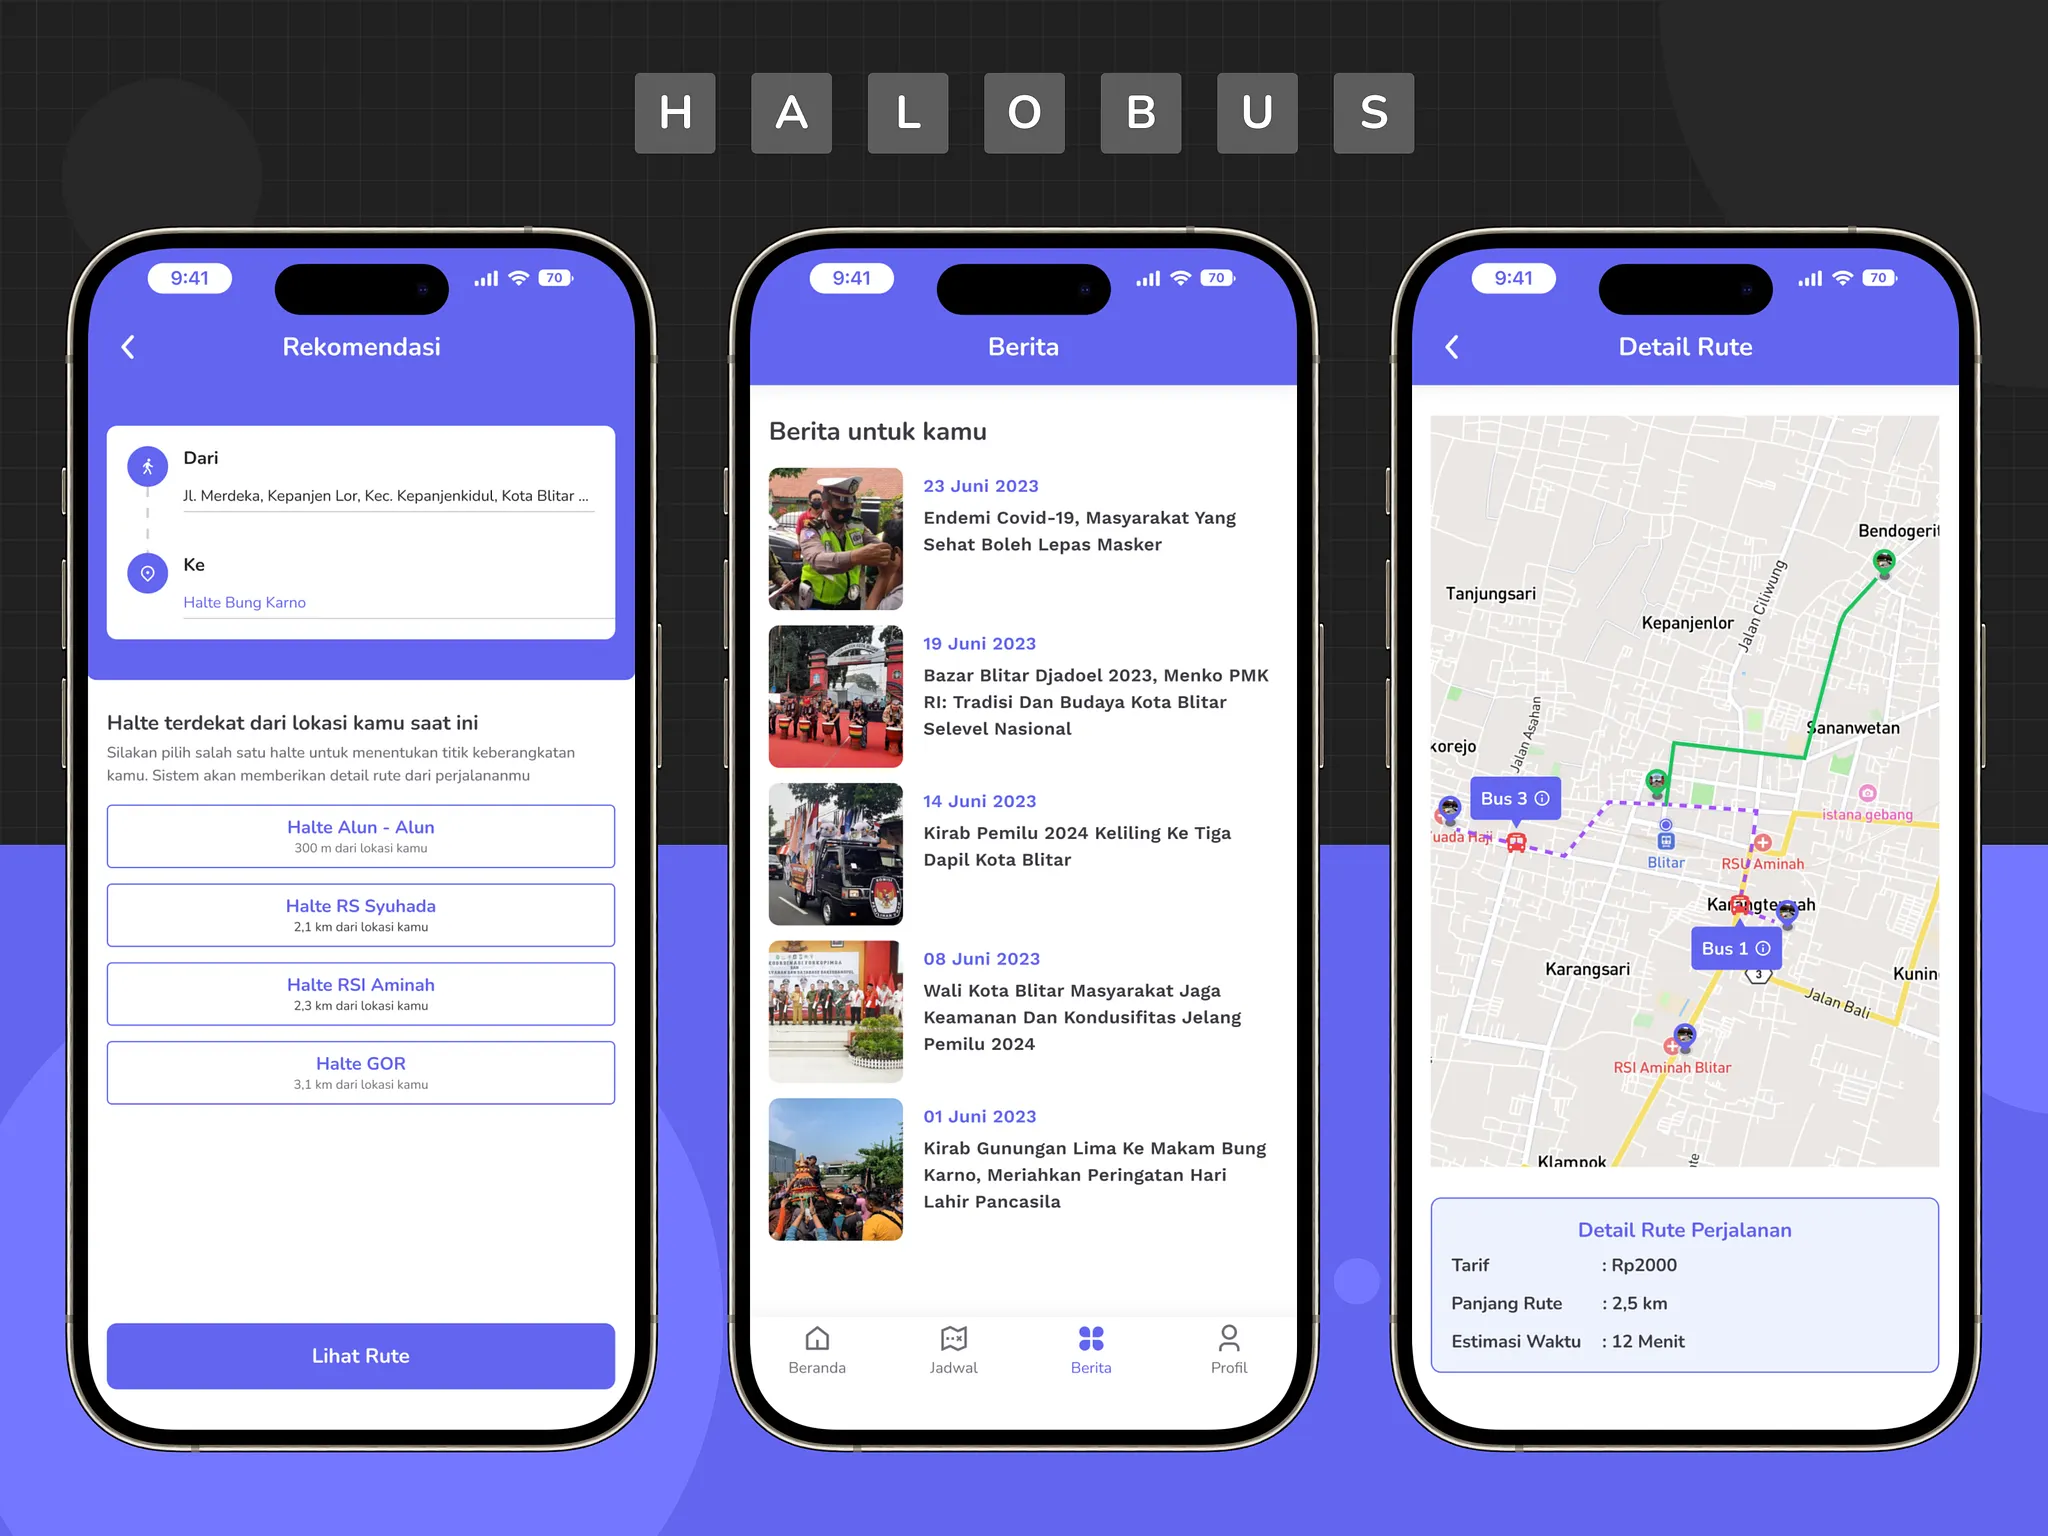 H A L O B U S
9:41
70
Rekomendasi
Dari
Jl. Merdeka, Kepanjen Lor, Kec. Kepanjenkidul, Kota Blitar ...
Ke
Halte Bung Karno
Halte terdekat dari lokasi kamu saat ini
Silakan pilih salah satu halte untuk menentukan titik keberangkatan
kamu. Sistem akan memberikan detail rute dari perjalananmu
Halte Alun - Alun
300 m dari lokasi kamu
Halte RS Syuhada
2,1 km dari lokasi kamu
Halte RSI Aminah
2,3 km dari lokasi kamu
Halte GOR
3,1 km dari lokasi kamu
Lihat Rute
9:41
70
Berita
Berita untuk kamu
23 Juni 2023
Endemi Covid-19, Masyarakat Yang
Sehat Boleh Lepas Masker
19 Juni 2023
Bazar Blitar Djadoel 2023, Menko PMK
RI: Tradisi Dan Budaya Kota Blitar
Selevel Nasional
14 Juni 2023
Kirab Pemilu 2024 Keliling Ke Tiga
Dapil Kota Blitar
08 Juni 2023
Wali Kota Blitar Masyarakat Jaga
Keamanan Dan Kondusifitas Jelang
Pemilu 2024
01 Juni 2023
Kirab Gunungan Lima Ke Makam Bung
Karno, Meriahkan Peringatan Hari
Lahir Pancasila
Beranda
Jadwal
Berita
Profil
9:41
70
Detail Rute
Bendogerit
Tanjungsari
Jalan Ciliwung
Kepanjenlor
Jalan Asahan
Sananwetan
korejo
Bus 3
istana gebang
uada Haji
Blitar
RSU Aminah
Karangtengah
Bus 1
3
Karangsari
Kunin
Jalan Bali
RSI Aminah Blitar
Klampok
Detail Rute Perjalanan
Tarif : Rp2000
Panjang Rute : 2,5 km
Estimasi Waktu : 12 Menit